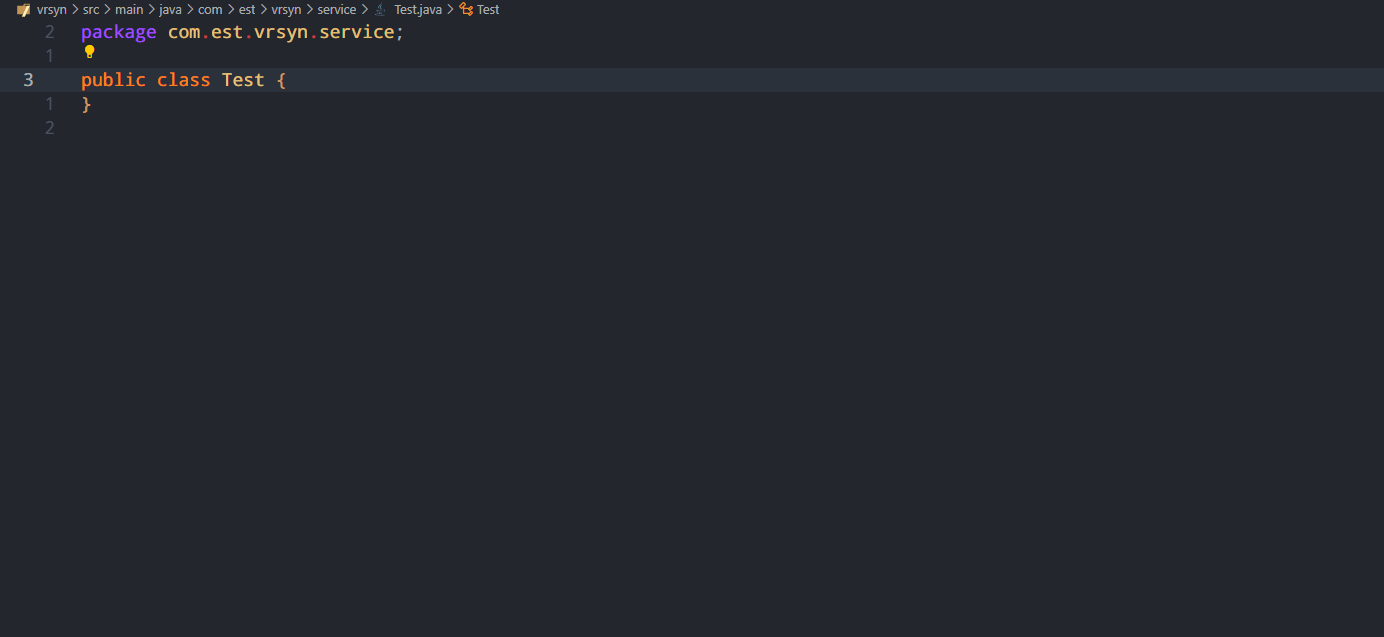 vrsyn > src > main > java > com > est > vrsyn > service > Test.java > Test
2 package com.est.vrsyn.service;
1
3 public class Test {
1 }
2